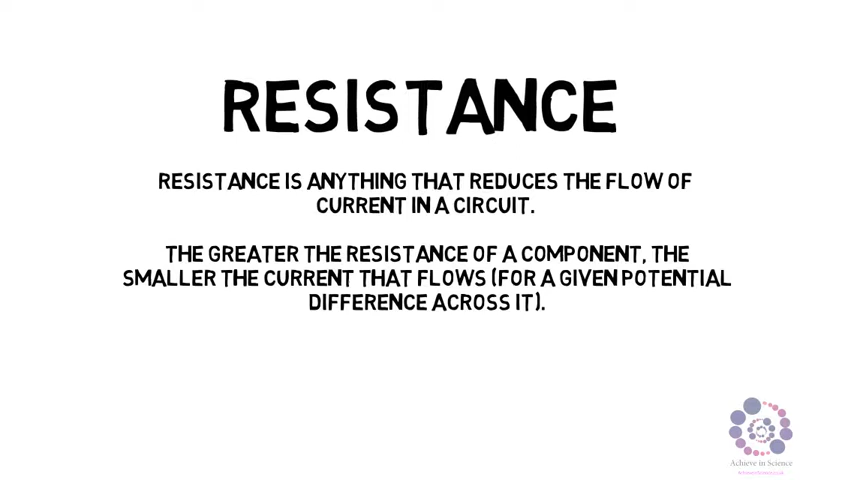 RESISTANCE
RESISTANCE IS ANYTHING THAT REDUCES THE FLOW OF
CURRENT IN A CIRCUIT.
THE GREATER THE RESISTANCE OF A COMPONENT, THE
SMALLER THE CURRENT THAT FLOWS (FOR A GIVEN POTENTIAL
DIFFERENCE ACROSS IT).
Achieve in Science